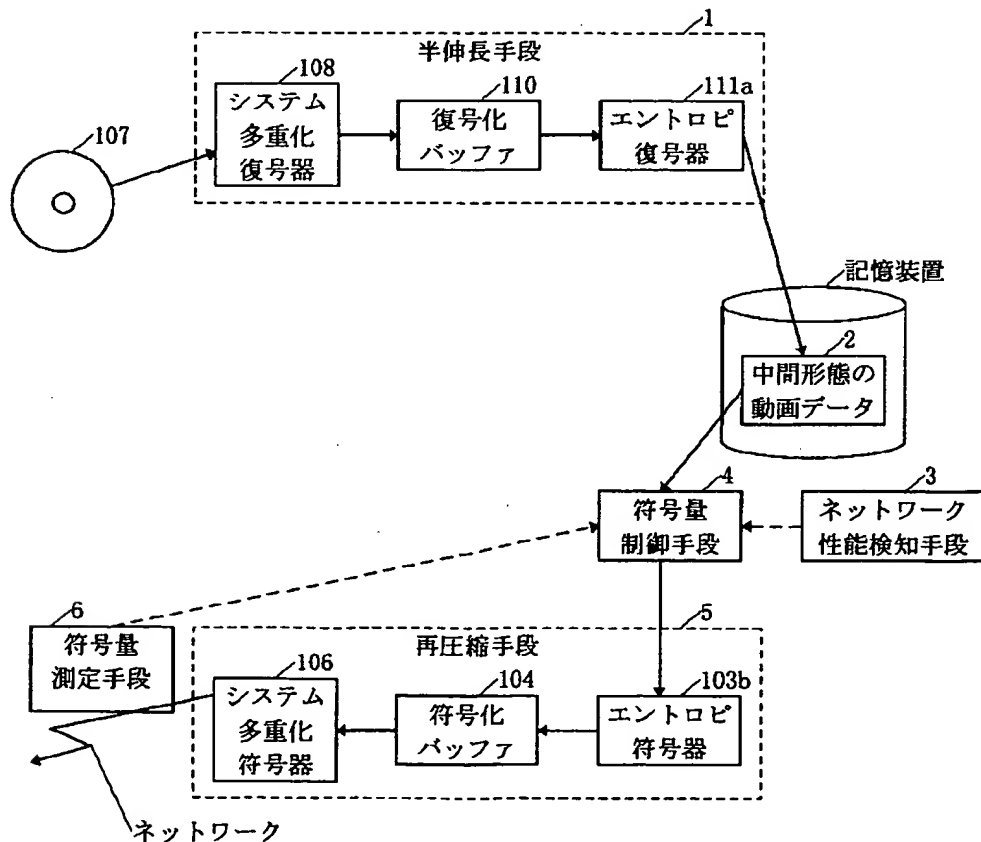 1
半伸長手段
108
システム
多重化
復号器
110
復号化
バッファ
111a
エントロピ
復号器
107
記憶装置
2
中間形態の
動画データ
4
符号量
制御手段
3
ネットワーク
性能検知手段
6
符号量
測定手段
5
再圧縮手段
106
システム
多重化
符号器
104
符号化
バッファ
103b
エントロピ
符号器
ネットワーク